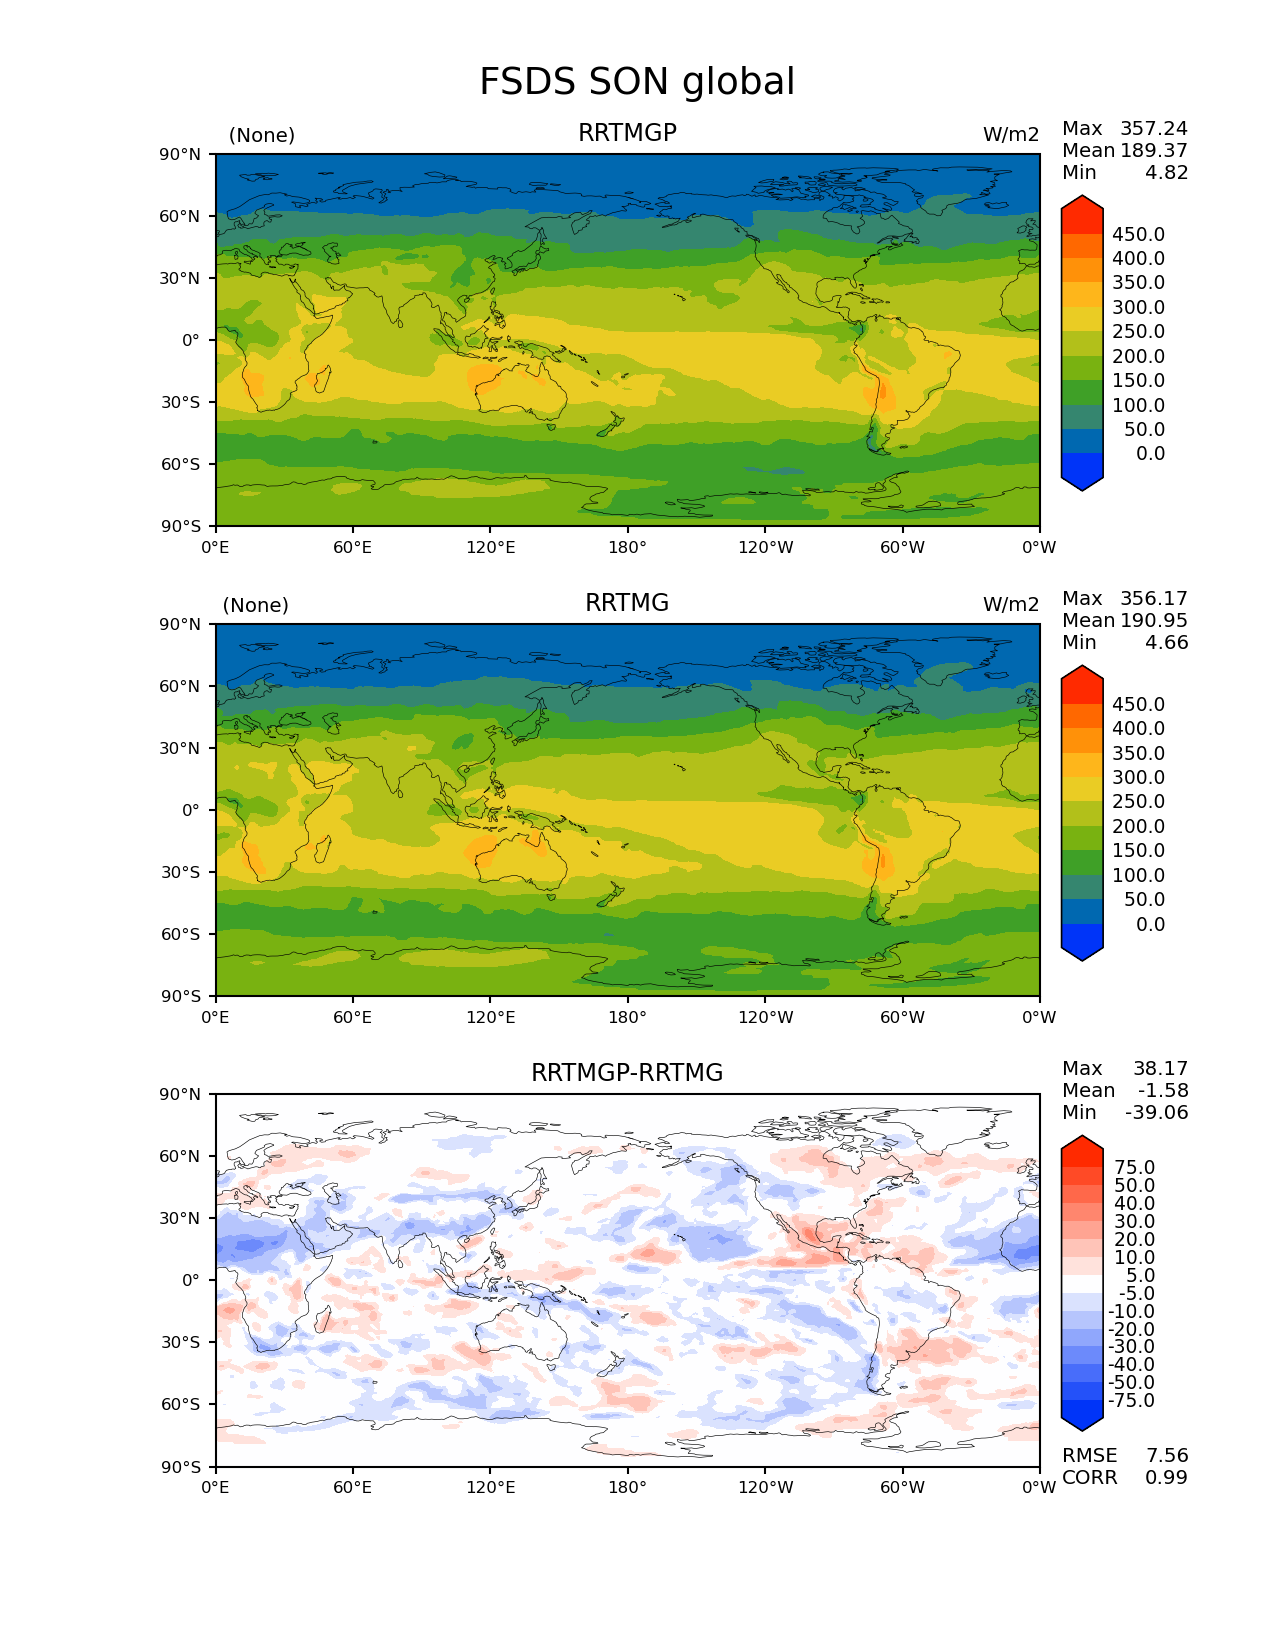 FSDS SON global
(None) RRTMGP W/m2
Max 357.24
Mean 189.37
Min 4.82
90°N
60°N
30°N
0°
30°S
60°S
90°S
0°E 60°E 120°E 180° 120°W 60°W 0°W
450.0
400.0
350.0
300.0
250.0
200.0
150.0
100.0
50.0
0.0
(None) RRTMG W/m2
Max 356.17
Mean 190.95
Min 4.66
90°N
60°N
30°N
0°
30°S
60°S
90°S
0°E 60°E 120°E 180° 120°W 60°W 0°W
450.0
400.0
350.0
300.0
250.0
200.0
150.0
100.0
50.0
0.0
RRTMGP-RRTMG
Max 38.17
Mean -1.58
Min -39.06
90°N
60°N
30°N
0°
30°S
60°S
90°S
0°E 60°E 120°E 180° 120°W 60°W 0°W
75.0
50.0
40.0
30.0
20.0
10.0
5.0
-5.0
-10.0
-20.0
-30.0
-40.0
-50.0
-75.0
RMSE 7.56
CORR 0.99